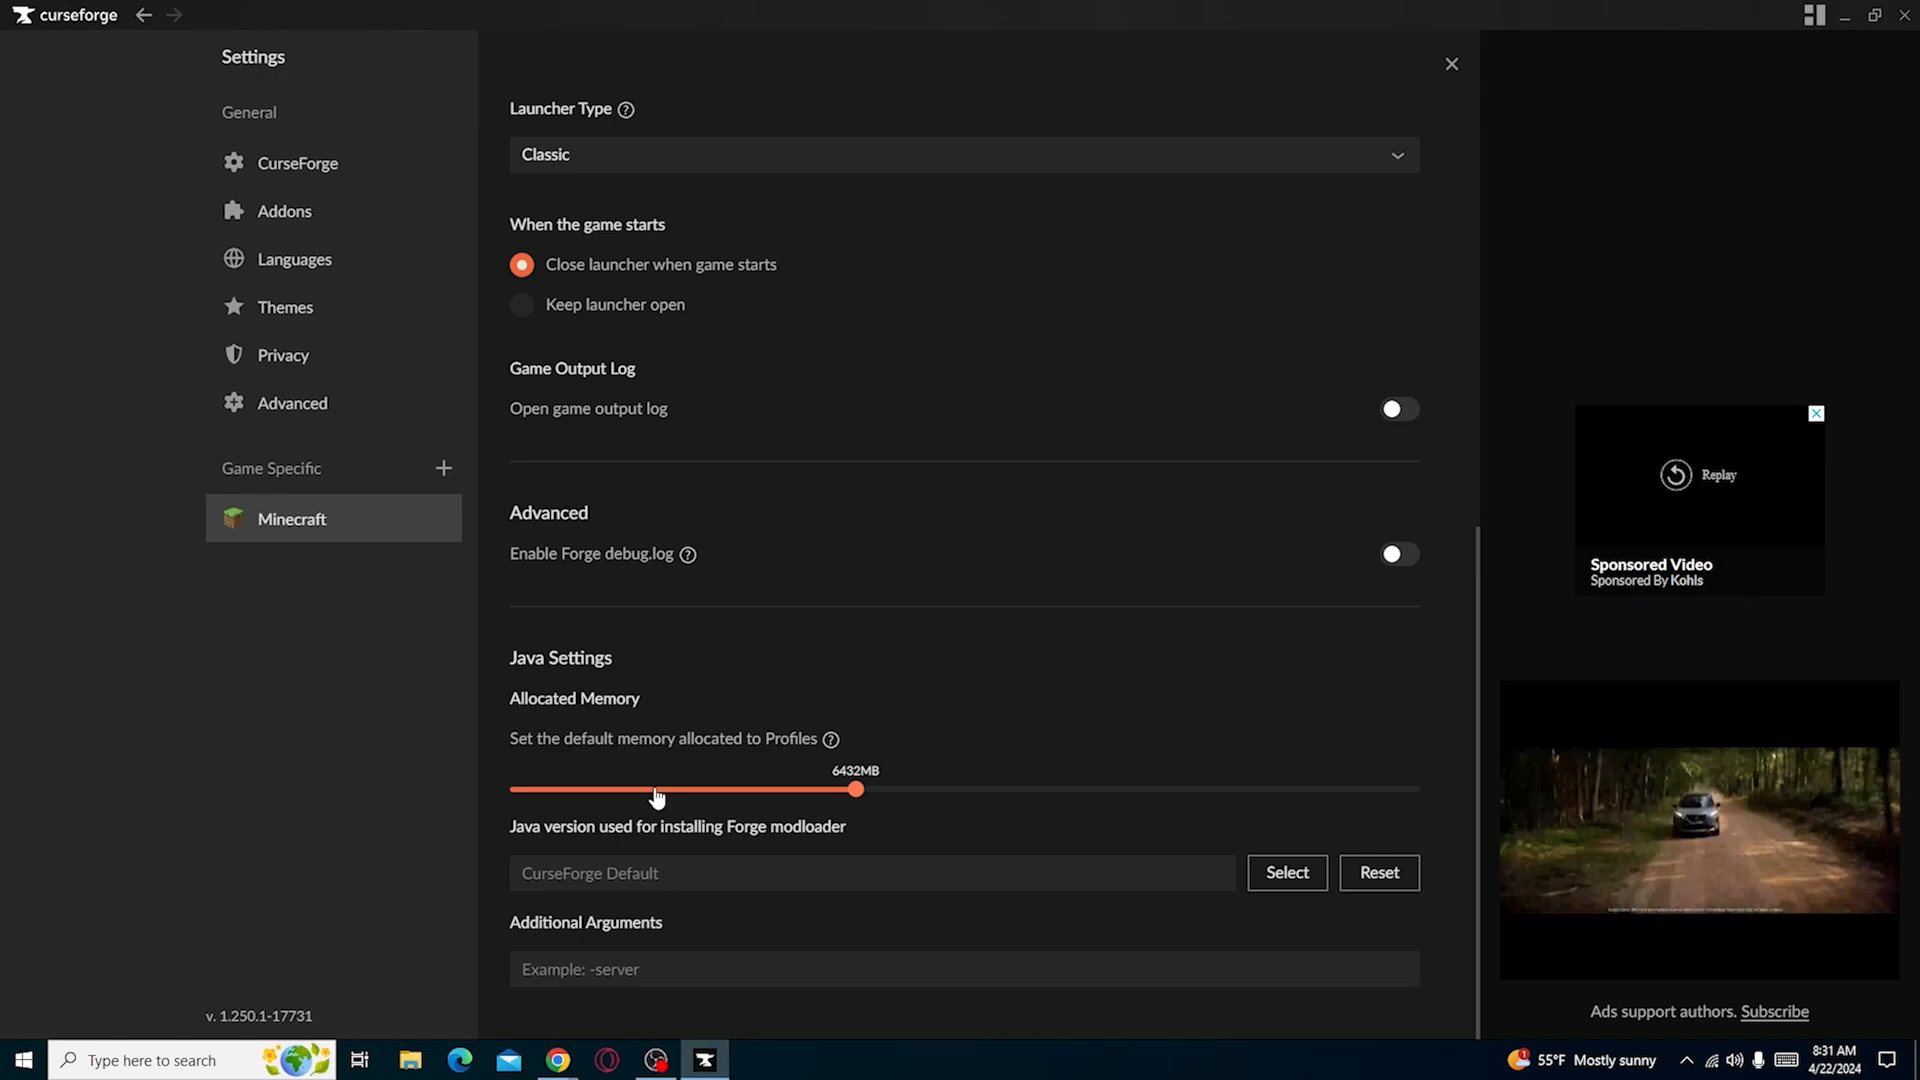 curseforge
Settings
General
CurseForge
Addons
Languages
Themes
Privacy
Advanced
Game Specific
Minecraft
v. 1.250.1-17731
Launcher Type
Classic
When the game starts
Close launcher when game starts
Keep launcher open
Game Output Log
Open game output log
Advanced
Enable Forge debug.log
Java Settings
Allocated Memory
Set the default memory allocated to Profiles
6432MB
Java version used for installing Forge modloader
CurseForge Default
Select
Reset
Additional Arguments
Example: -server
Replay
Sponsored Video
Sponsored By Kohls
Ads support authors. Subscribe
Type here to search
1
55°F Mostly sunny
8:31 AM
4/22/2024